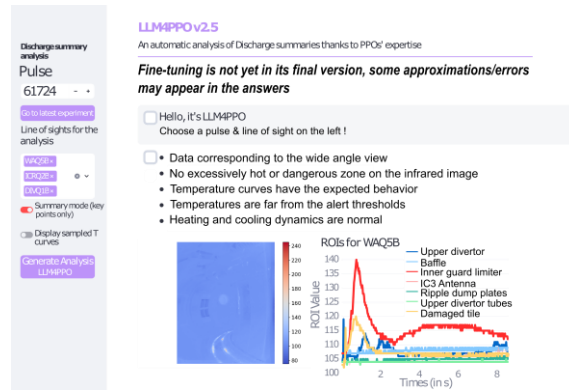 LLM4PPO v2.5
An automatic analysis of Discharge summaries thanks to PPOs' expertise
Fine-tuning is not yet in its final version, some approximations/errors
may appear in the answers
Discharge summary
analysis
Pulse
61724 - +
Go to latest experiment
Line of sights for the
analysis
WAQ5B ×
ICRQ2B ×
DIVQ1B ×
Summary mode (key
points only)
Display sampled T
curves
Generate Analysis
LLM4PPO
Hello, it's LLM4PPO
Choose a pulse & line of sight on the left !
• Data corresponding to the wide angle view
• No excessively hot or dangerous zone on the infrared image
• Temperature curves have the expected behavior
• Temperatures are far from the alert thresholds
• Heating and cooling dynamics are normal
240
220
200
180
160
140
120
100
80
ROIs for WAQ5B
Upper divertor
Baffle
Inner guard limiter
IC3 Antenna
Ripple dump plates
Upper divertor tubes
Damaged tile
ROI Value
140
135
130
125
120
115
110
105
100
2 4 6 8
Times (in s)